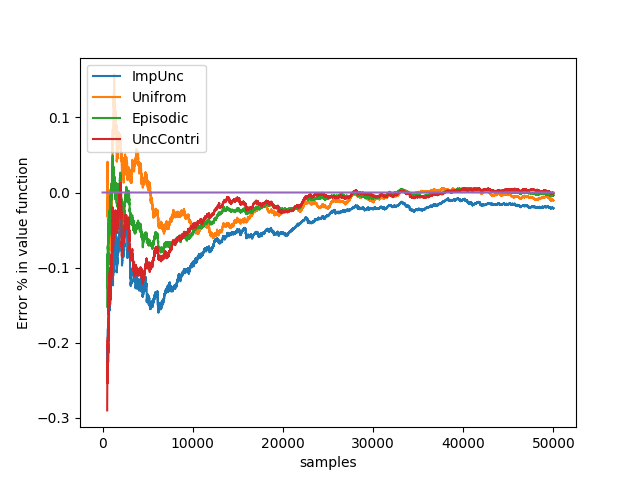 ImpUnc
Unifrom
Episodic
UncContri
0.1
0.0
−0.1
−0.2
−0.3
Error % in value function
0 10000 20000 30000 40000 50000
samples